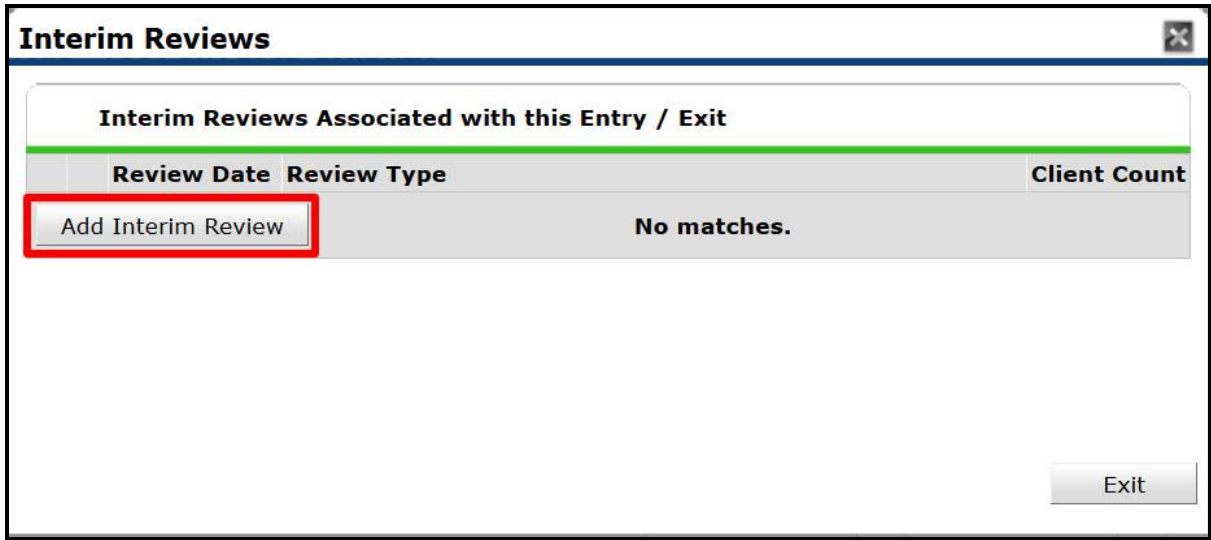 Interim Reviews
Interim Reviews Associated with this Entry / Exit
Review Date Review Type Client Count
Add Interim Review No matches.
Exit